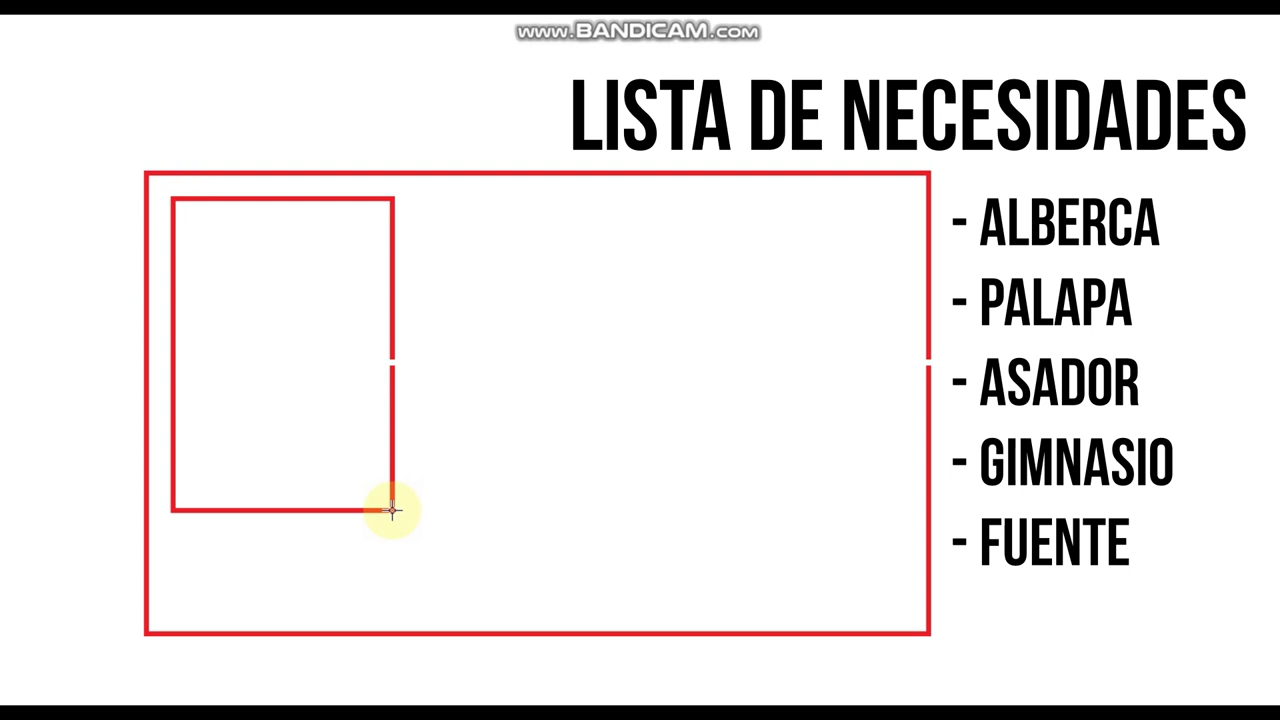 www.BANDICAM.com
LISTA DE NECESIDADES
- ALBERCA
- PALAPA
- ASADOR
- GIMNASIO
- FUENTE